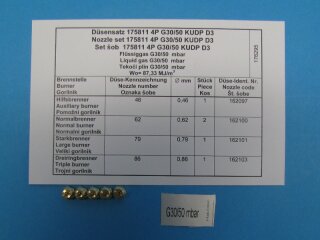 Düsensatz 175811 4P G30/50 KUDP D3
Nozzle set 175811 4P G30/50 KUDP D3
Set šob 175811 4P G30/50 KUDP D3
Flüssiggas G30/50 mbar
Liquid gas G30/50 mbar
Tekoči plin G30/50 mbar
Wo= 87,33 MJ/m³
175295
Brennstelle Düse-Kennzeichnung Ø mm Stück Düse-Ident. Nr.
Burner Nozzle number Piece Nozzle code
Gorilnik Oznaka šobe Kos Št. šobe
Hilfsbrenner 46 0,46 1 162097
Auxiliary burner
Pomožni gorilnik
Normalbrenner 62 0,62 2 162100
Normal burner
Normalni gorilnik
Starkbrenner 79 0,79 1 162101
Large burner
Veliki gorilnik
Dreiringbrenner 86 0,86 1 162103
Triple burner
Trojni gorilnik
G30/50 mbar